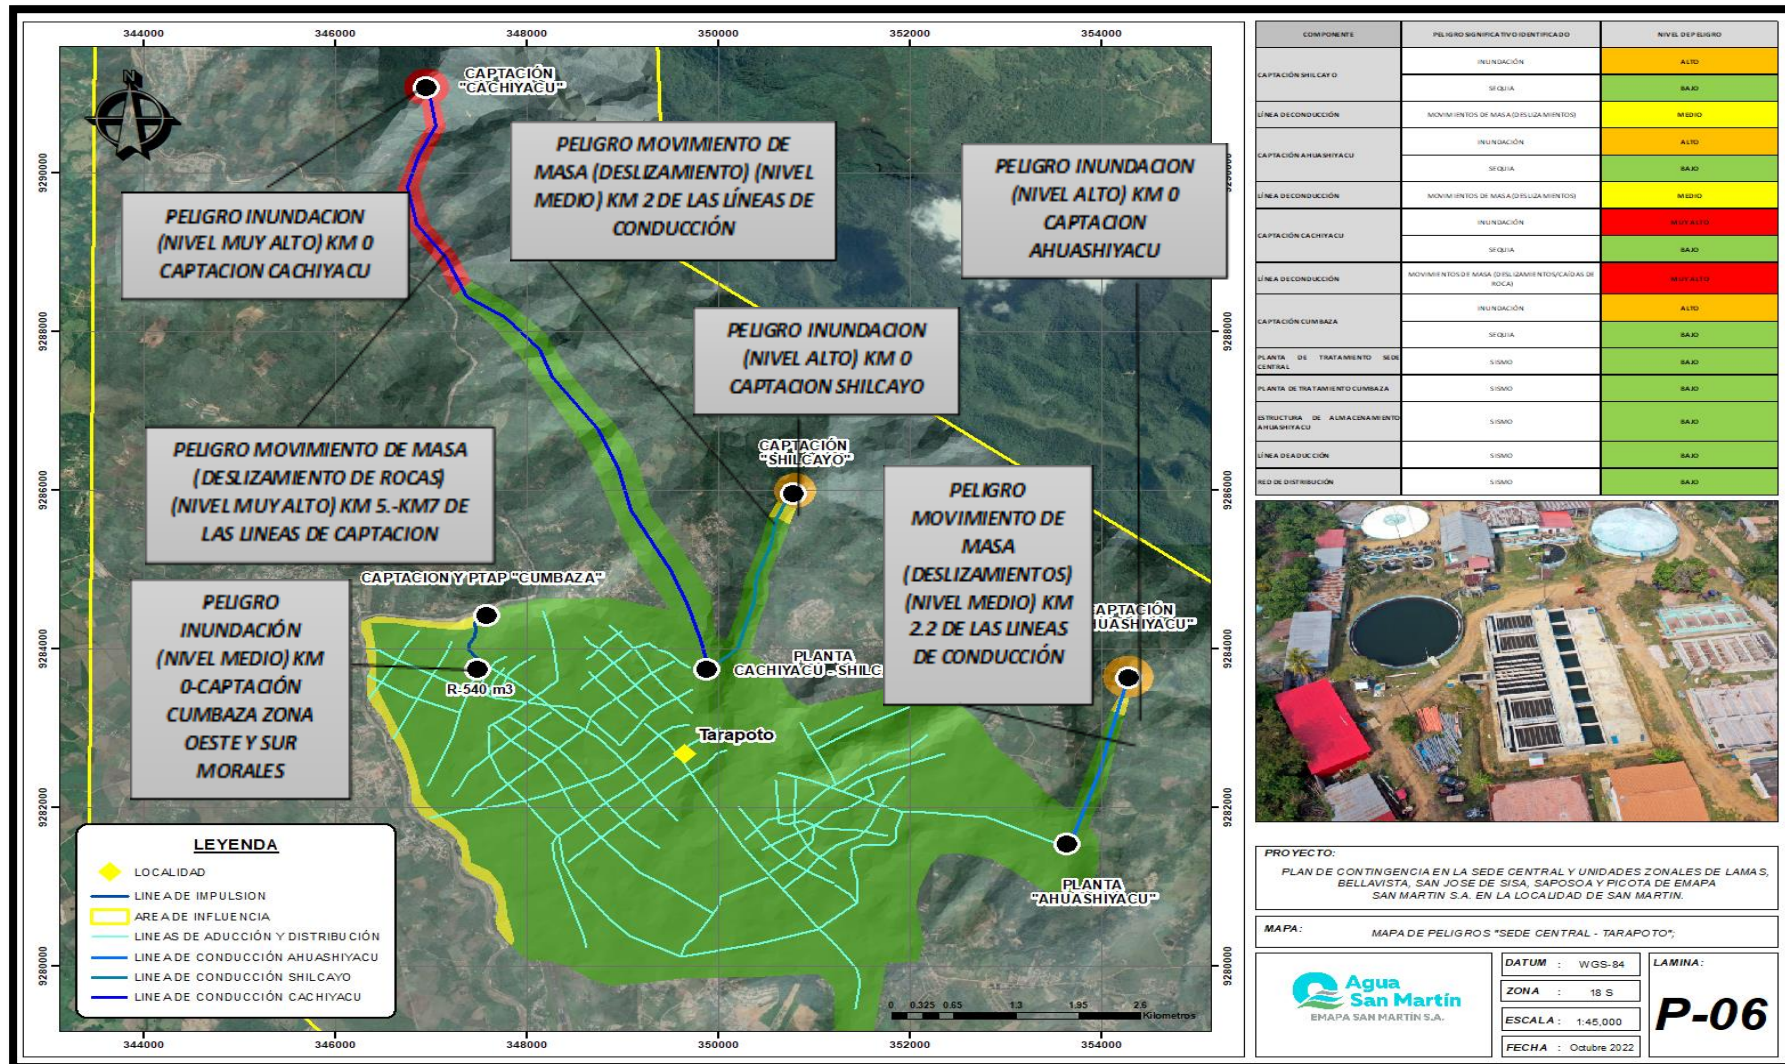 344000 346000 348000 350000 352000 354000
N
CAPTACIÓN
"CACHIYACU"
PELIGRO INUNDACION
(NIVEL MUY ALTO) KM 0
CAPTACION CACHIYACU
PELIGRO MOVIMIENTO DE
MASA (DESLIZAMIENTO) (NIVEL
MEDIO) KM 2 DE LAS LÍNEAS DE
CONDUCCIÓN
PELIGRO INUNDACION
(NIVEL ALTO) KM 0
CAPTACION
AHUASHIYACU
PELIGRO INUNDACION
(NIVEL ALTO) KM 0
CAPTACION SHILCAYO
PELIGRO MOVIMIENTO DE MASA
(DESLIZAMIENTO DE ROCAS)
(NIVEL MUY ALTO) KM 5.-KM7 DE
LAS LINEAS DE CAPTACION
CAPTACIÓN
"SHILCAYO"
PELIGRO
MOVIMIENTO DE
MASA
(DESLIZAMIENTOS)
(NIVEL MEDIO) KM
2.2 DE LAS LINEAS
DE CONDUCCIÓN
CAPTACION Y PTAP "CUMBAZA"
PELIGRO
INUNDACIÓN
(NIVEL MEDIO) KM
0-CAPTACIÓN
CUMBAZA ZONA
OESTE Y SUR
MORALES
R-540 m3
PLANTA
CACHIYACU - SHILC
APTACIÓN
HUASHIYACU"
Tarapoto
PLANTA
"AHUASHIYACU"
9290000
9288000
9286000
9284000
9282000
9280000
9288000
9286000
9284000
9282000
9280000
LEYENDA
LOCALIDAD
LINEA DE IMPULSION
AREA DE INFLUENCIA
LINEAS DE ADUCCIÓN Y DISTRIBUCIÓN
LINEA DE CONDUCCIÓN AHUASHIYACU
LINEA DE CONDUCCIÓN SHILCAYO
LINEA DE CONDUCCIÓN CACHIYACU
0 0.325 0.65 1.3 1.95 2.6
Kilometros
344000 346000 348000 350000 352000 354000
COMPONENTE PELIGRO SIGNIFICATIVO IDENTIFICADO NIVEL DE PELIGRO
CAPTACIÓN SHILCAYO INUNDACIÓN ALTO
SEQUIA BAJO
LÍNEA DE CONDUCCIÓN MOVIMIENTOS DE MASA (DESLIZAMIENTOS) MEDIO
CAPTACIÓN AHUASHIYACU INUNDACIÓN ALTO
SEQUIA BAJO
LÍNEA DE CONDUCCIÓN MOVIMIENTOS DE MASA (DESLIZAMIENTOS) MEDIO
CAPTACIÓN CACHIYACU INUNDACIÓN MUY ALTO
SEQUIA BAJO
LÍNEA DE CONDUCCIÓN MOVIMIENTOS DE MASA (DESLIZAMIENTOS/CAÍDAS DE
ROCA) MUY ALTO
CAPTACIÓN CUMBAZA INUNDACIÓN ALTO
SEQUIA BAJO
PLANTA DE TRATAMIENTO SEDE
CENTRAL SISMO BAJO
PLANTA DE TRATAMIENTO CUMBAZA SISMO BAJO
ESTRUCTURA DE ALMACENAMIENTO
AHUASHIYACU SISMO BAJO
LÍNEA DE ADUCCIÓN SISMO BAJO
RED DE DISTRIBUCIÓN SISMO BAJO
PROYECTO:
PLAN DE CONTINGENCIA EN LA SEDE CENTRAL Y UNIDADES ZONALES DE LAMAS,
BELLAVISTA, SAN JOSE DE SISA, SAPOSOA Y PICOTA DE EMAPA
SAN MARTIN S.A. EN LA LOCALIDAD DE SAN MARTIN.
MAPA: MAPA DE PELIGROS "SEDE CENTRAL - TARAPOTO";
Agua
San Martín
EMAPA SAN MARTÍN S.A.
DATUM : WGS-84
ZONA : 18 S
ESCALA : 1:45,000
FECHA : Octubre 2022
LAMINA:
P-06